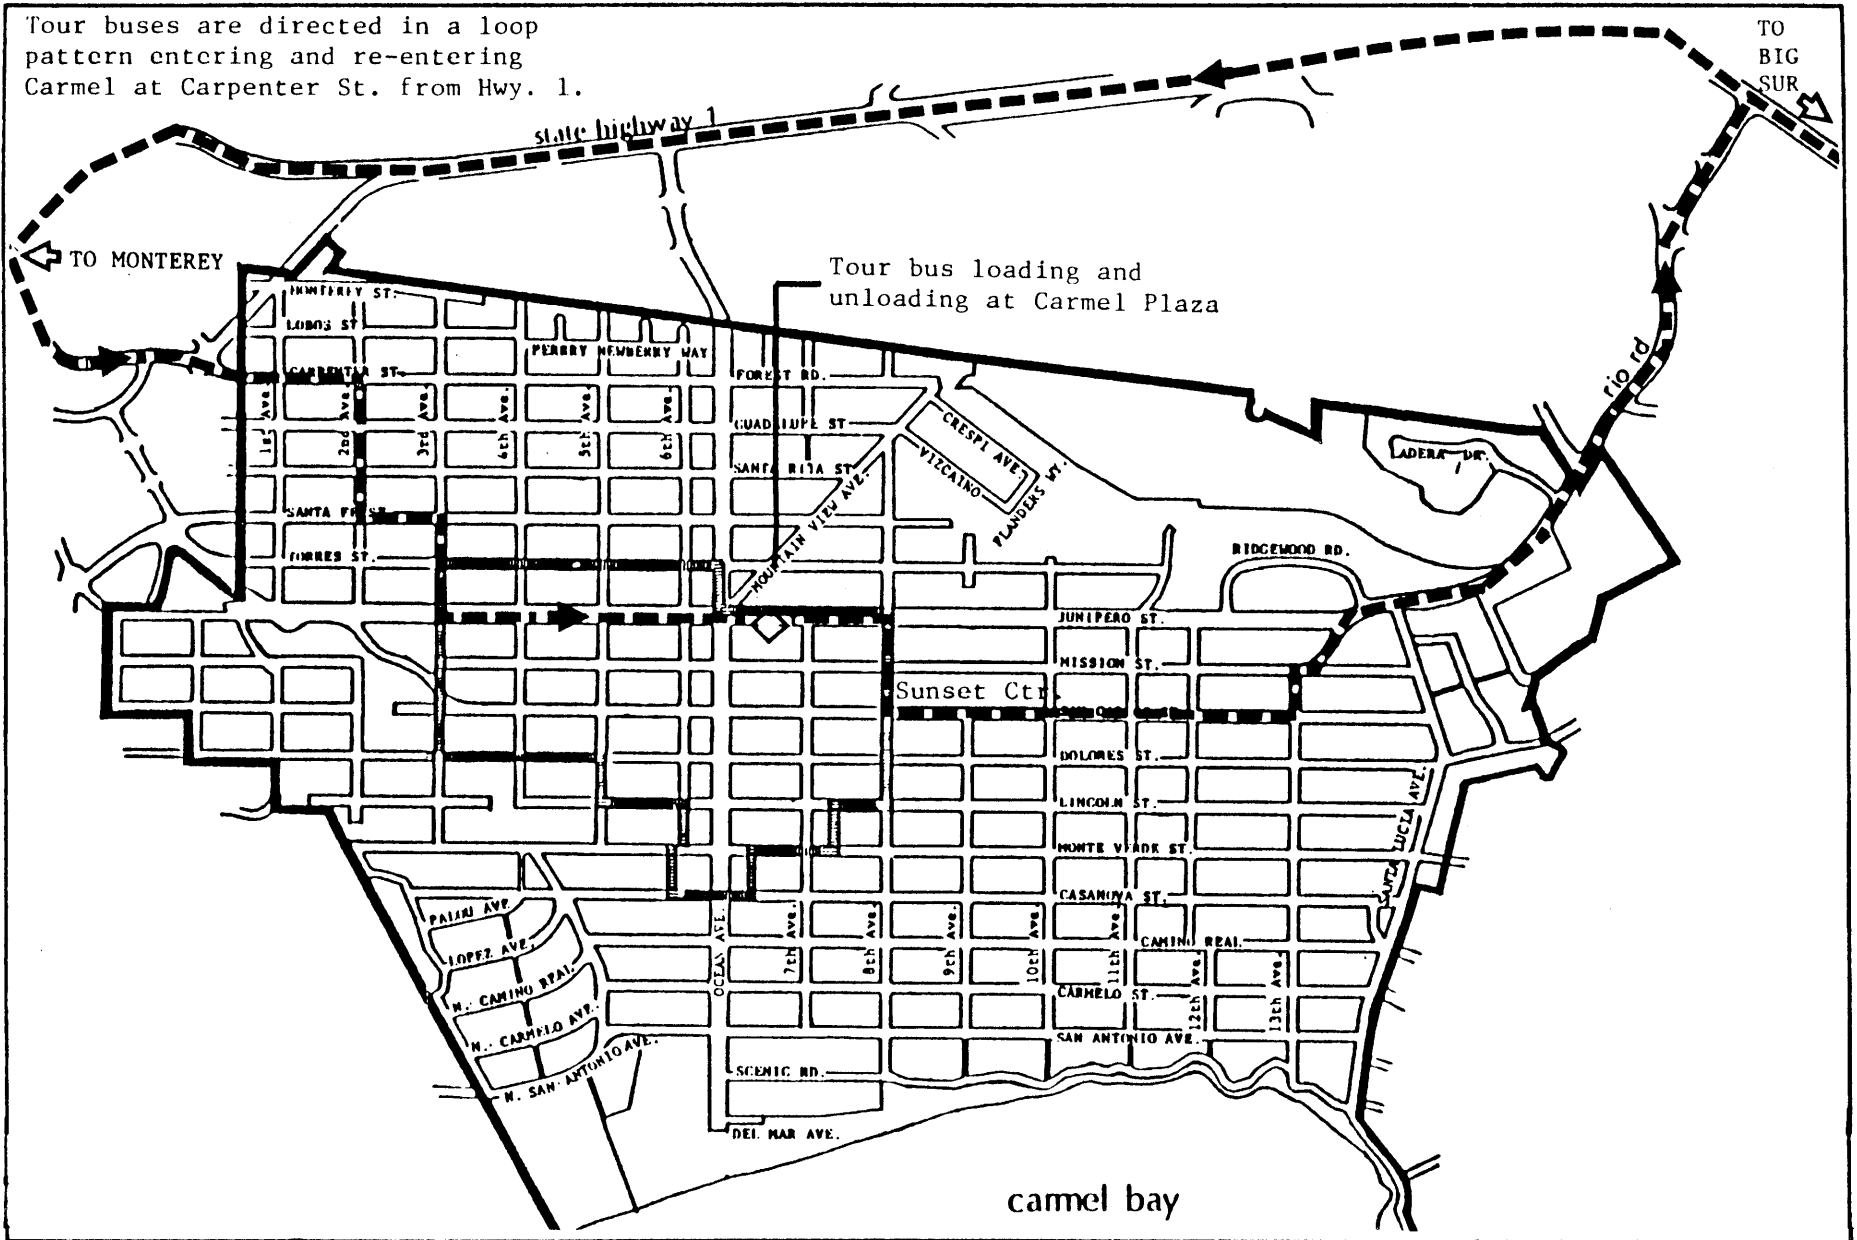 Tour buses are directed in a loop
pattern entering and re-entering
Carmel at Carpenter St. from Hwy. 1.
TO
BIG
SUR
state highway 1
TO MONTEREY
Tour bus loading and
unloading at Carmel Plaza
MONTEREY ST.
LOBOS ST
PERRRY NEWBERRY WAY
CARPENTER ST.
FOREST RD.
rio rd
1st Ave.
2nd Ave.
3rd Ave.
4th Ave.
5th Ave.
6th Ave.
GUADALUPE ST
CRESPI AVE.
VIZCAINO
FLANDERS WY.
LADERA DR.
SANTA RITA ST.
MOUNTAIN VIEW AVE.
SANTA FE ST.
TORRES ST.
RIDGEWOOD RD.
JUNIPERO ST.
MISSION ST.
Sunset Ctr.
DOLORES ST.
LINCOLN ST.
SANTA LUCIA AVE.
MONTE VERDE ST.
CASANOVA ST.
PALOU AVE
LOPEZ AVE.
N. CAMINO REAL
N. CARMELO AVE.
N. SAN ANTONIO AVE.
OCEAN AVE.
7th Ave.
8th Ave.
9th Ave.
10th Ave.
11th Ave.
12th Ave.
13th Ave.
CAMINO REAL
CARMELO ST.
SAN ANTONIO AVE.
SCENIC RD.
DEL MAR AVE.
carmel bay